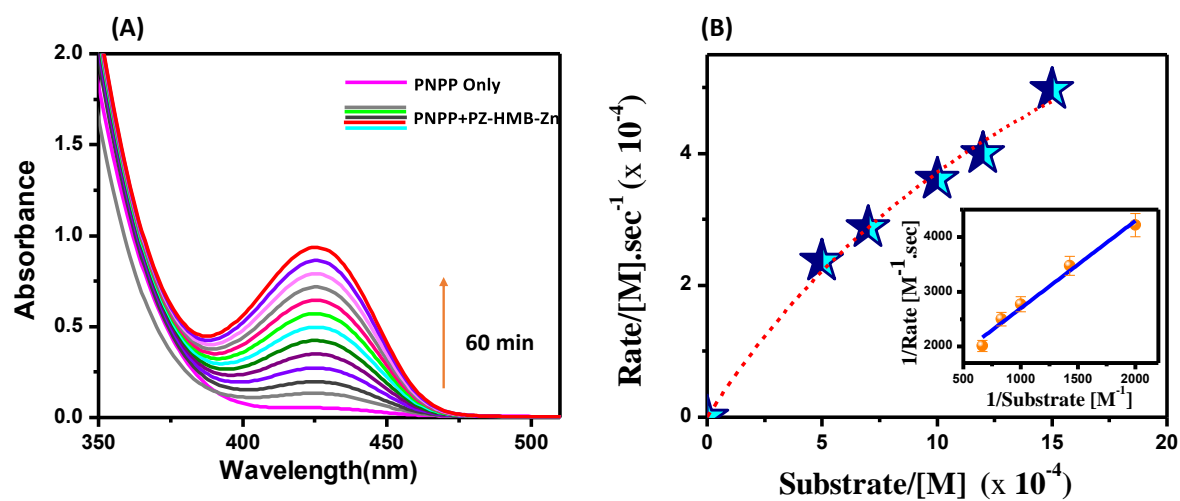 (A)
2.0
1.5
1.0
0.5
0.0
Absorbance
350
400
450
500
Wavelength(nm)
PNPP Only
PNPP+PZ-HMB-Zn
60 min
(B)
4
2
0
Rate/[M].sec⁻¹ (x 10⁻⁴)
0
5
10
15
20
Substrate/[M] (x 10⁻⁴)
4000
3000
2000
1/Rate [M⁻¹.sec]
500
1000
1500
2000
1/Substrate [M⁻¹]